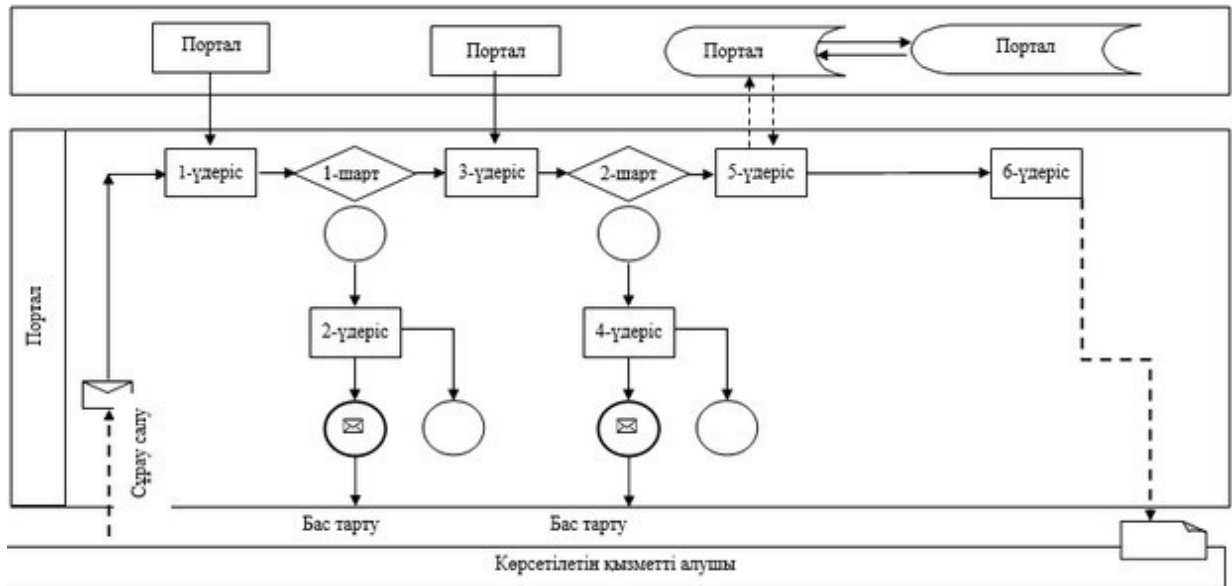 Портал
Портал
Портал
Портал
Портал
1-үдеріс
1-шарт
3-үдеріс
2-шарт
5-үдеріс
6-үдеріс
2-үдеріс
4-үдеріс
Сұрау салу
Бас тарту
Бас тарту
Көрсетілетін қызметті алушы